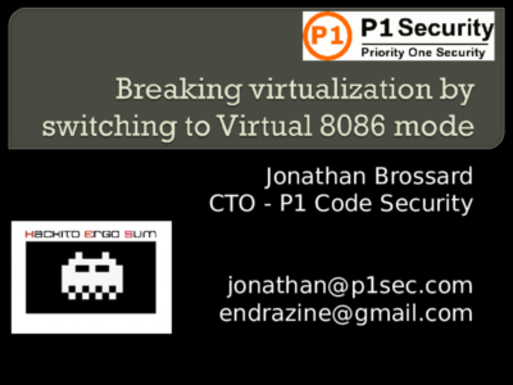 P1
P1 Security
Priority One Security
Breaking virtualization by
switching to Virtual 8086 mode
Jonathan Brossard
CTO - P1 Code Security
HACKITO ERGO SUM
jonathan@p1sec.com
endrazine@gmail.com